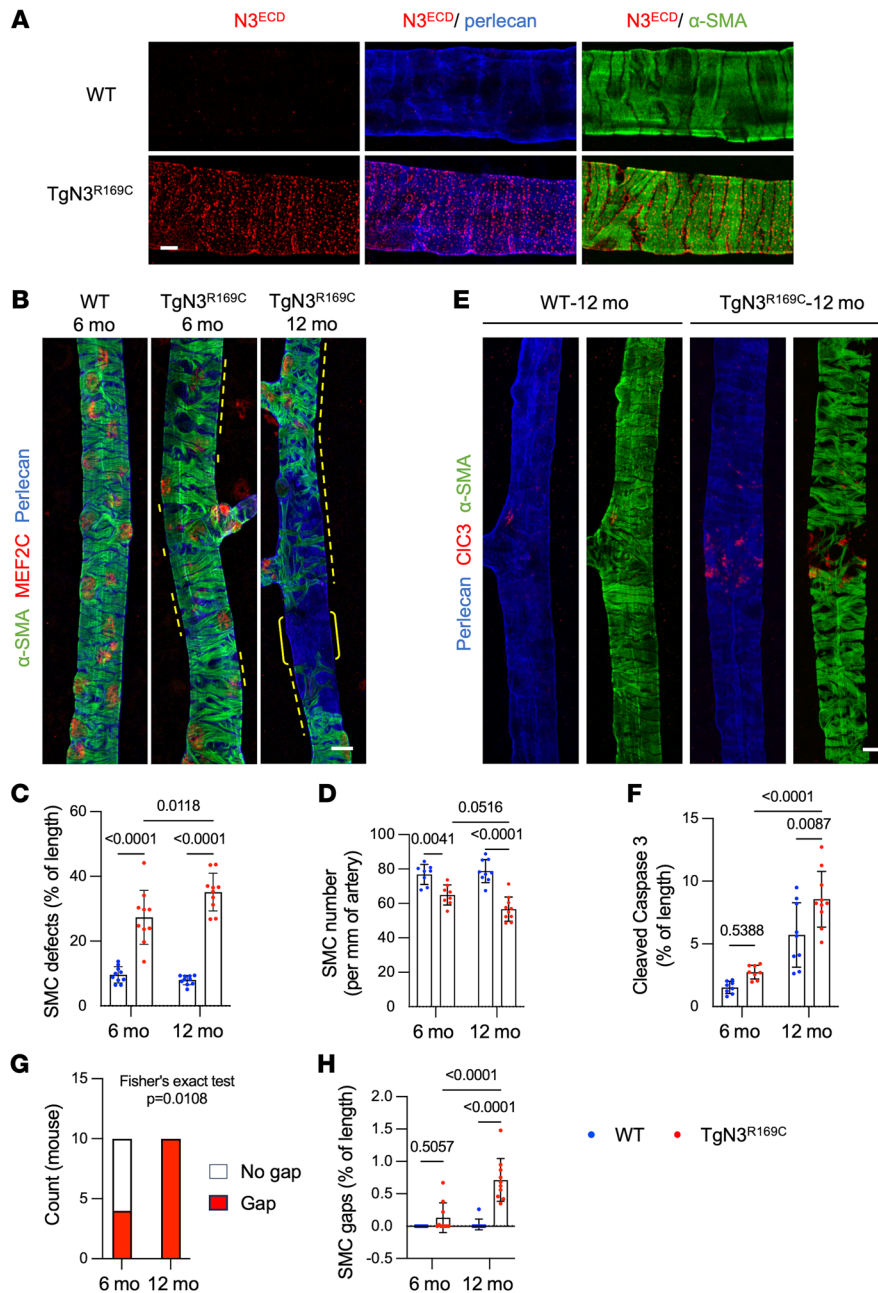 A
N3ECD
N3ECD/ perlecan
N3ECD/ α-SMA
WT
TgN3R169C
B
WT
6 mo
TgN3R169C
6 mo
TgN3R169C
12 mo
α-SMA MEF2C Perlecan
E
WT-12 mo
TgN3R169C-12 mo
Perlecan ClC3 α-SMA
C
SMC defects (% of length)
60
40
20
0
<0.0001
0.0118
<0.0001
6 mo
12 mo
D
SMC number
(per mm of artery)
100
80
60
40
20
0
0.0041
0.0516
<0.0001
6 mo
12 mo
F
Cleaved Caspase 3
(% of length)
15
10
5
0
<0.0001
0.0087
0.5388
6 mo
12 mo
G
Count (mouse)
15
10
5
0
Fisher's exact test
p=0.0108
6 mo
12 mo
No gap
Gap
H
SMC gaps (% of length)
2.0
1.5
1.0
0.5
0.0
-0.5
<0.0001
<0.0001
0.5057
6 mo
12 mo
WT
TgN3R169C